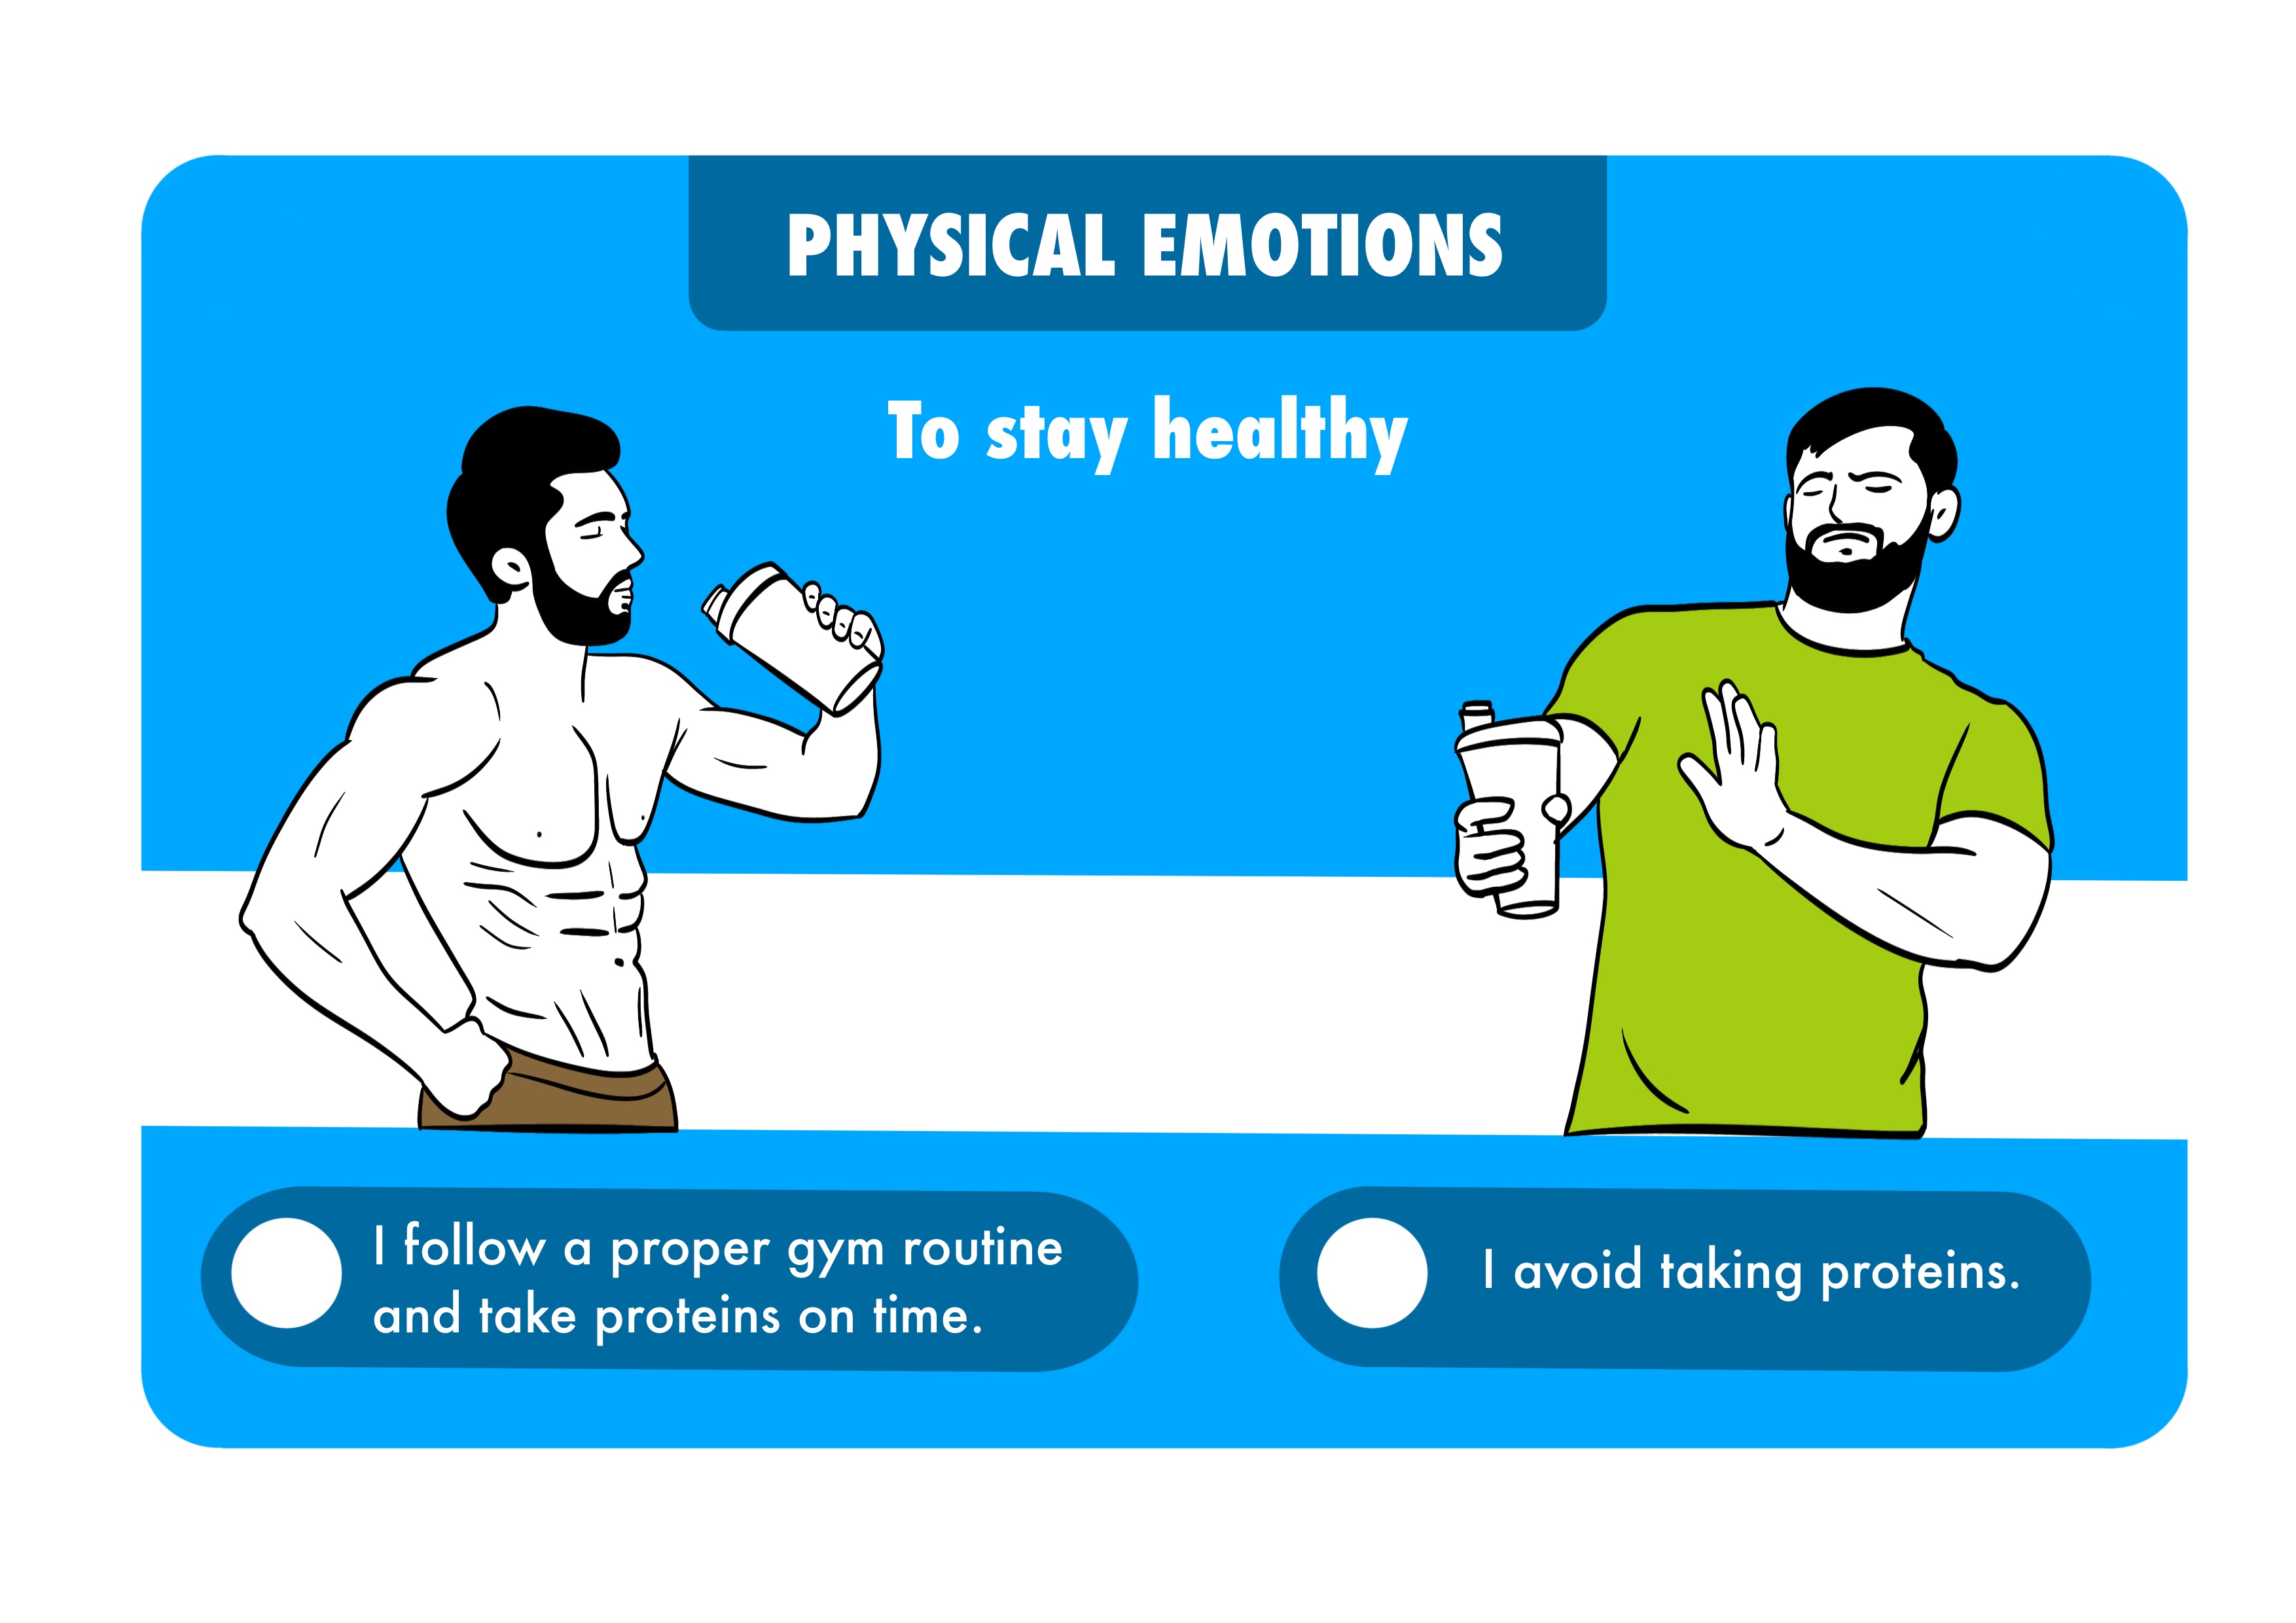 PHYSICAL EMOTIONS
To stay healthy
I follow a proper gym routine
and take proteins on time.
I avoid taking proteins.